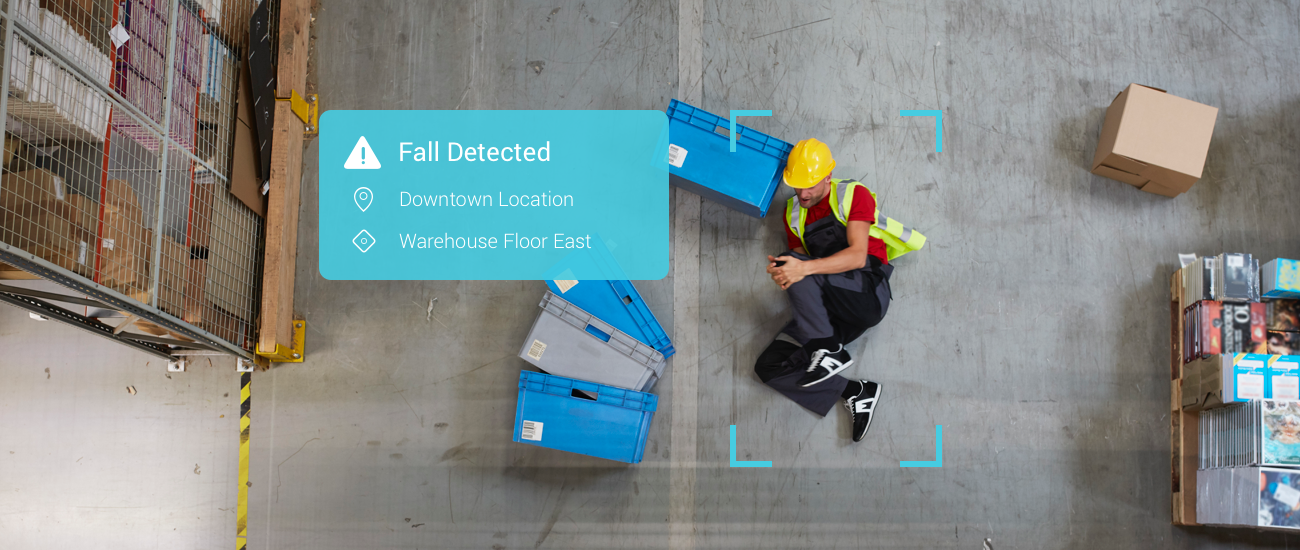 Fall Detected
Downtown Location
Warehouse Floor East